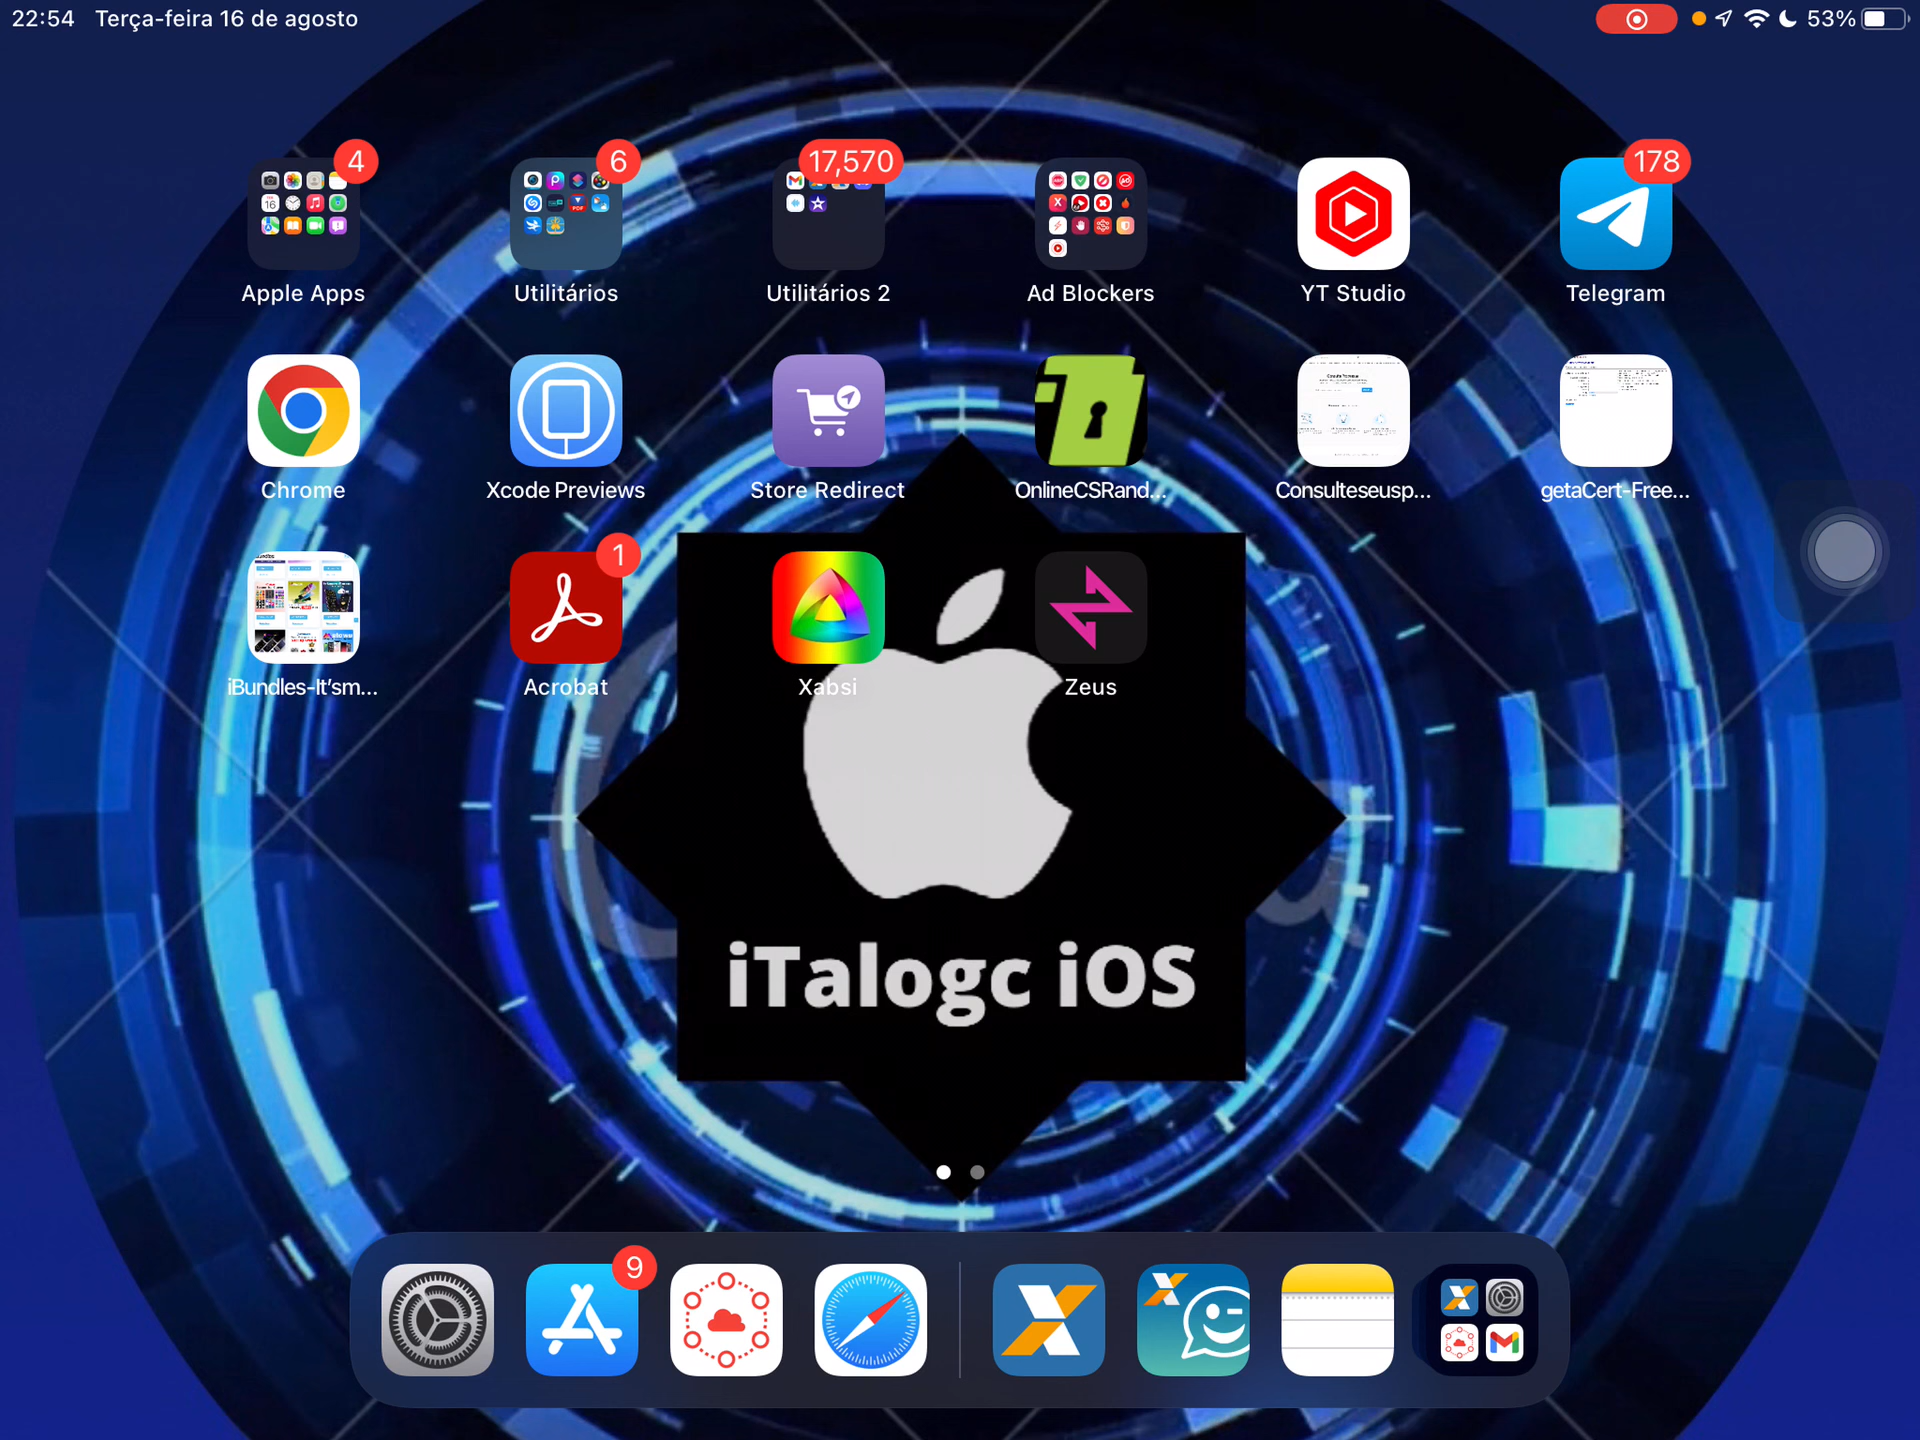 22:54 Terça-feira 16 de agosto 53%
4 6 17,570 178
Apple Apps Utilitários Utilitários 2 Ad Blockers YT Studio Telegram
Chrome Xcode Previews Store Redirect OnlineCSRand... Consulteseusp... getaCert-Free...
1
iBundles-It'sm... Acrobat Xabsi Zeus
iTalogc iOS
9